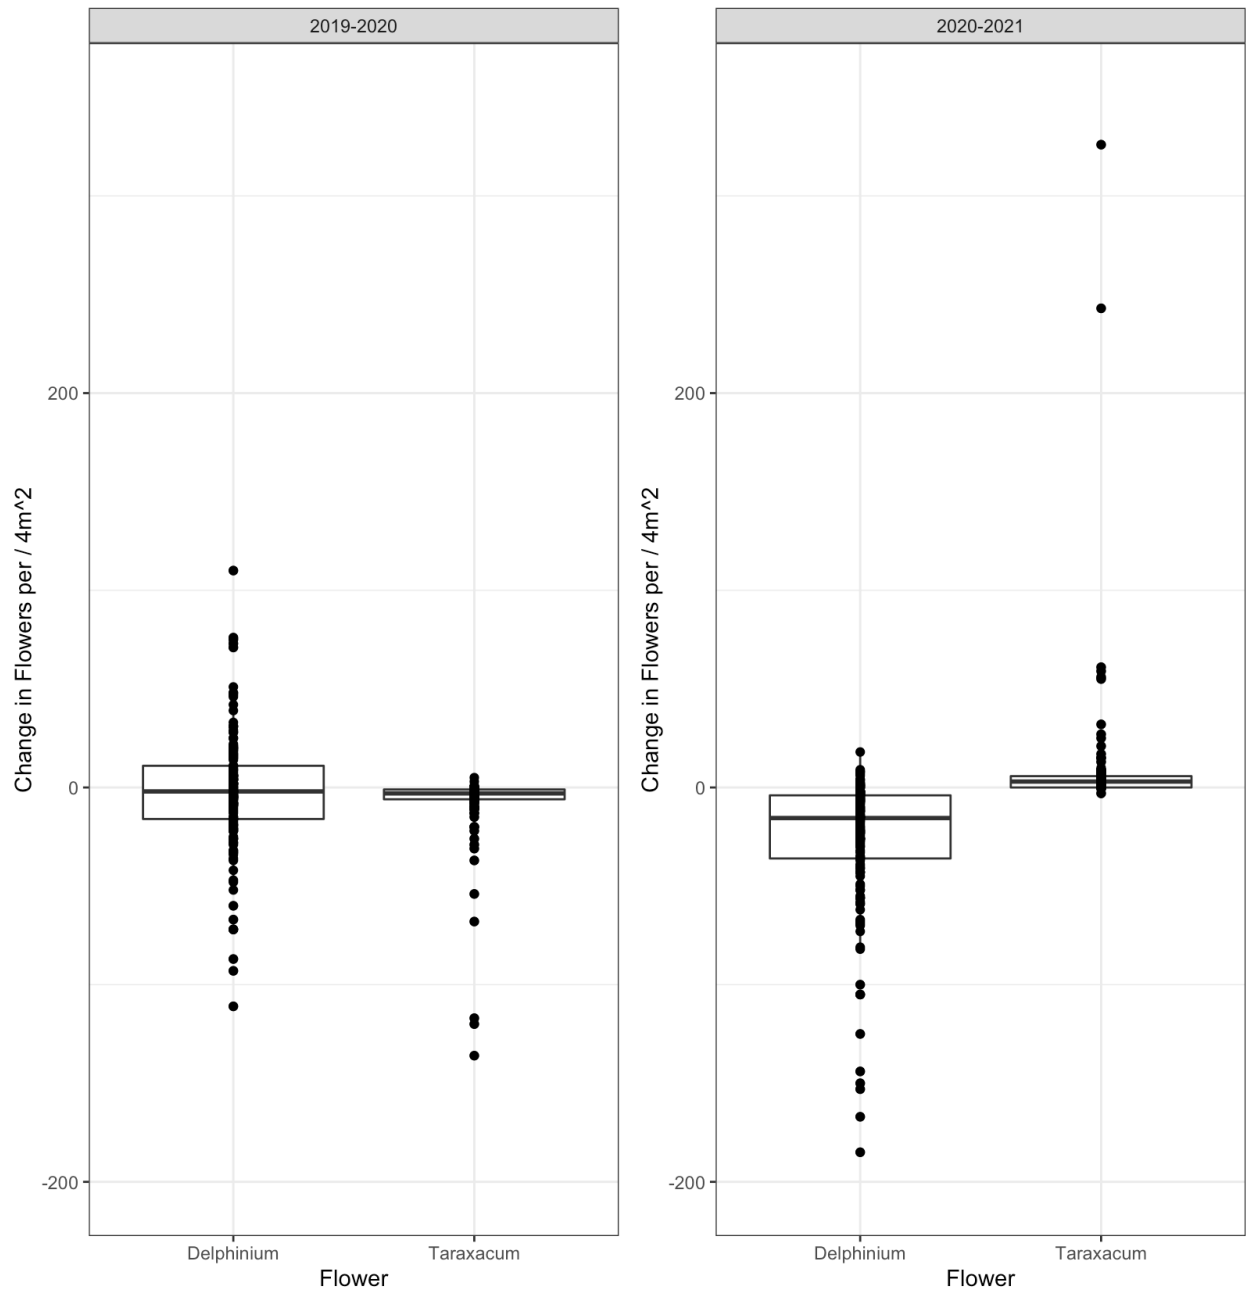 2019-2020
Change in Flowers per / 4m^2
200
0
-200
Delphinium
Taraxacum
Flower
2020-2021
Change in Flowers per / 4m^2
200
0
-200
Delphinium
Taraxacum
Flower